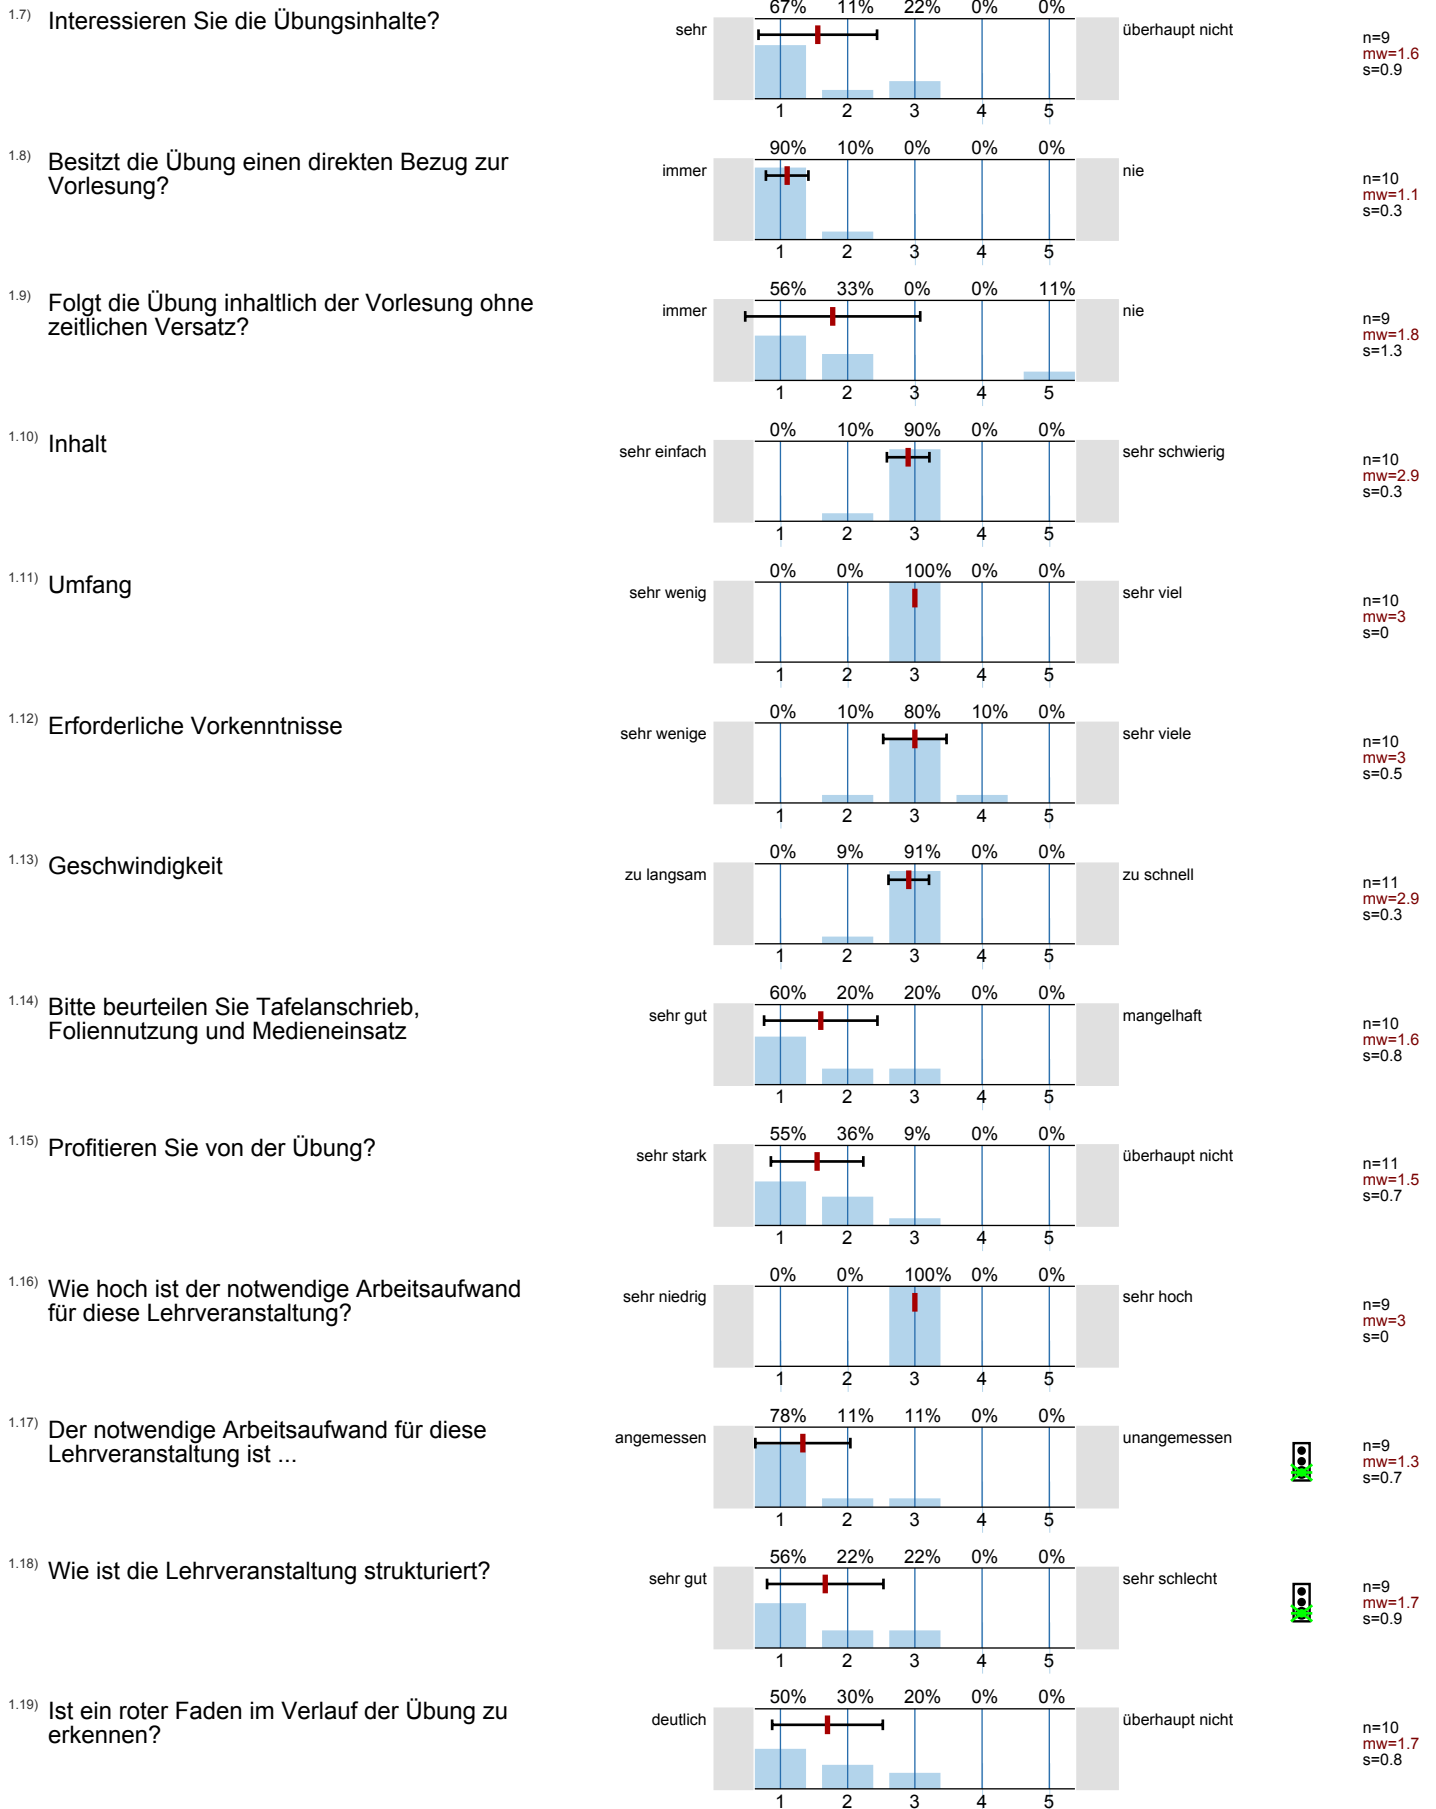 1.7) Interessieren Sie die Übungsinhalte?
67% 11% 22% 0% 0%
sehr überhaupt nicht
n=9
mw=1.6
s=0.9
1 2 3 4 5
1.8) Besitzt die Übung einen direkten Bezug zur
Vorlesung?
90% 10% 0% 0% 0%
immer nie
n=10
mw=1.1
s=0.3
1 2 3 4 5
1.9) Folgt die Übung inhaltlich der Vorlesung ohne
zeitlichen Versatz?
56% 33% 0% 0% 11%
immer nie
n=9
mw=1.8
s=1.3
1 2 3 4 5
1.10) Inhalt
0% 10% 90% 0% 0%
sehr einfach sehr schwierig
n=10
mw=2.9
s=0.3
1 2 3 4 5
1.11) Umfang
0% 0% 100% 0% 0%
sehr wenig sehr viel
n=10
mw=3
s=0
1 2 3 4 5
1.12) Erforderliche Vorkenntnisse
0% 10% 80% 10% 0%
sehr wenige sehr viele
n=10
mw=3
s=0.5
1 2 3 4 5
1.13) Geschwindigkeit
0% 9% 91% 0% 0%
zu langsam zu schnell
n=11
mw=2.9
s=0.3
1 2 3 4 5
1.14) Bitte beurteilen Sie Tafelanschrieb,
Foliennutzung und Medieneinsatz
60% 20% 20% 0% 0%
sehr gut mangelhaft
n=10
mw=1.6
s=0.8
1 2 3 4 5
1.15) Profitieren Sie von der Übung?
55% 36% 9% 0% 0%
sehr stark überhaupt nicht
n=11
mw=1.5
s=0.7
1 2 3 4 5
1.16) Wie hoch ist der notwendige Arbeitsaufwand
für diese Lehrveranstaltung?
0% 0% 100% 0% 0%
sehr niedrig sehr hoch
n=9
mw=3
s=0
1 2 3 4 5
1.17) Der notwendige Arbeitsaufwand für diese
Lehrveranstaltung ist ...
78% 11% 11% 0% 0%
angemessen unangemessen
n=9
mw=1.3
s=0.7
1 2 3 4 5
1.18) Wie ist die Lehrveranstaltung strukturiert?
56% 22% 22% 0% 0%
sehr gut sehr schlecht
n=9
mw=1.7
s=0.9
1 2 3 4 5
1.19) Ist ein roter Faden im Verlauf der Übung zu
erkennen?
50% 30% 20% 0% 0%
deutlich überhaupt nicht
n=10
mw=1.7
s=0.8
1 2 3 4 5